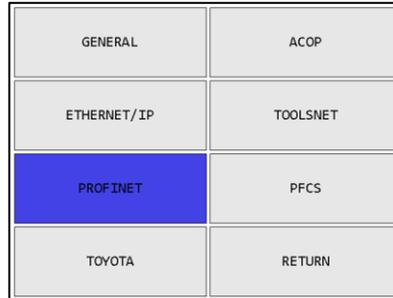 GENERAL
ACOP
ETHERNET/IP
TOOLSNET
PROFINET
PFCS
TOYOTA
RETURN